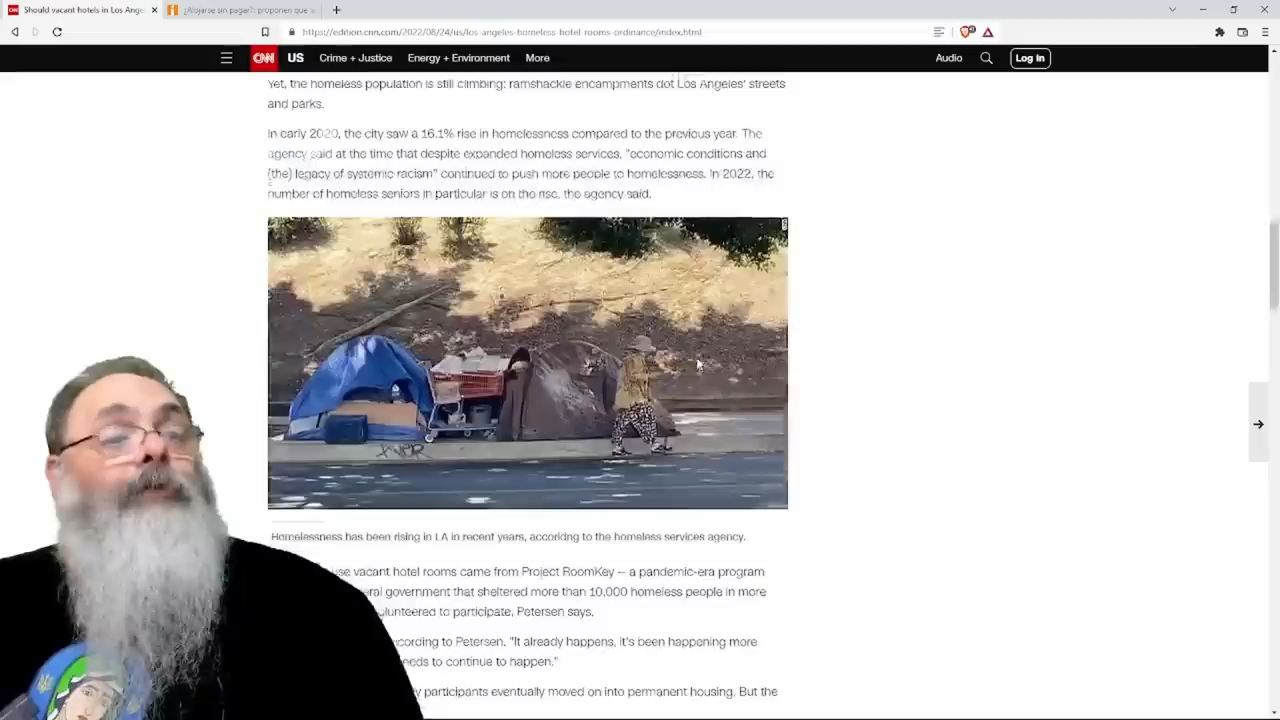 Should vacant hotels in Los Ange
¿Alojarse sin pagar?: proponen que
https://edition.cnn.com/2022/08/24/us/los-angeles-homeless-hotel-rooms-ordinance/index.html
CNN US Crime + Justice Energy + Environment More Audio Log In
Yet, the homeless population is still climbing: ramshackle encampments dot Los Angeles' streets
and parks.
In early 2020, the city saw a 16.1% rise in homelessness compared to the previous year. The
agency said at the time that despite expanded homeless services, "economic conditions and
(the) legacy of systemic racism" continued to push more people to homelessness. In 2022, the
number of homeless seniors in particular is on the rise, the agency said.
Homelessness has been rising in LA in recent years, according to the homeless services agency.
use vacant hotel rooms came from Project RoomKey -- a pandemic-era program
eral government that sheltered more than 10,000 homeless people in more
olunteered to participate, Petersen says.
ccording to Petersen. "It already happens, it's been happening more
eeds to continue to happen."
y participants eventually moved on into permanent housing. But the